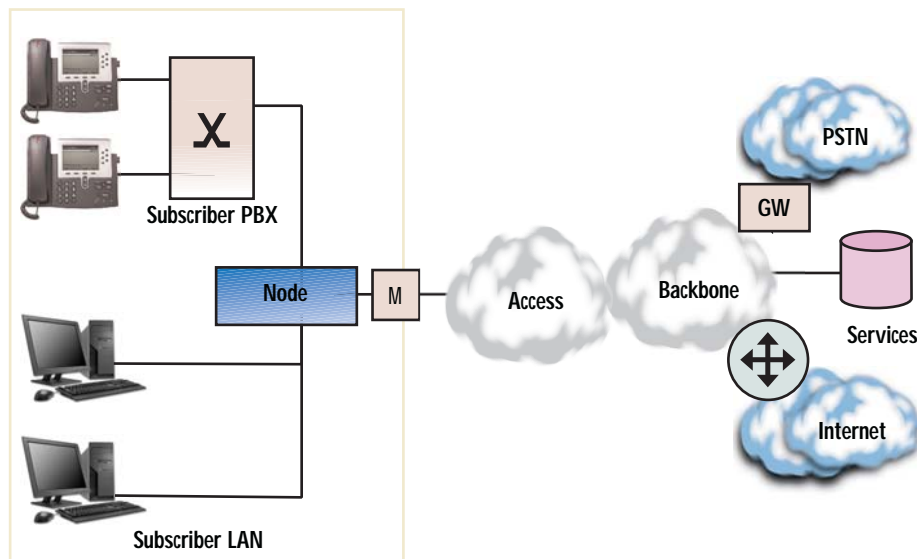 PSTN
Subscriber PBX
GW
Node
M
Access
Backbone
Services
Internet
Subscriber LAN